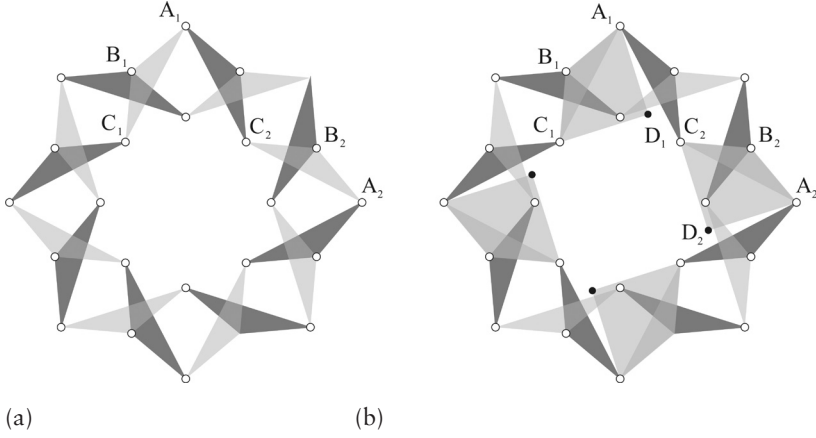 A₁
B₁
C₁
C₂
B₂
A₂
(a)
A₁
B₁
C₁
D₁
C₂
B₂
A₂
D₂
(b)